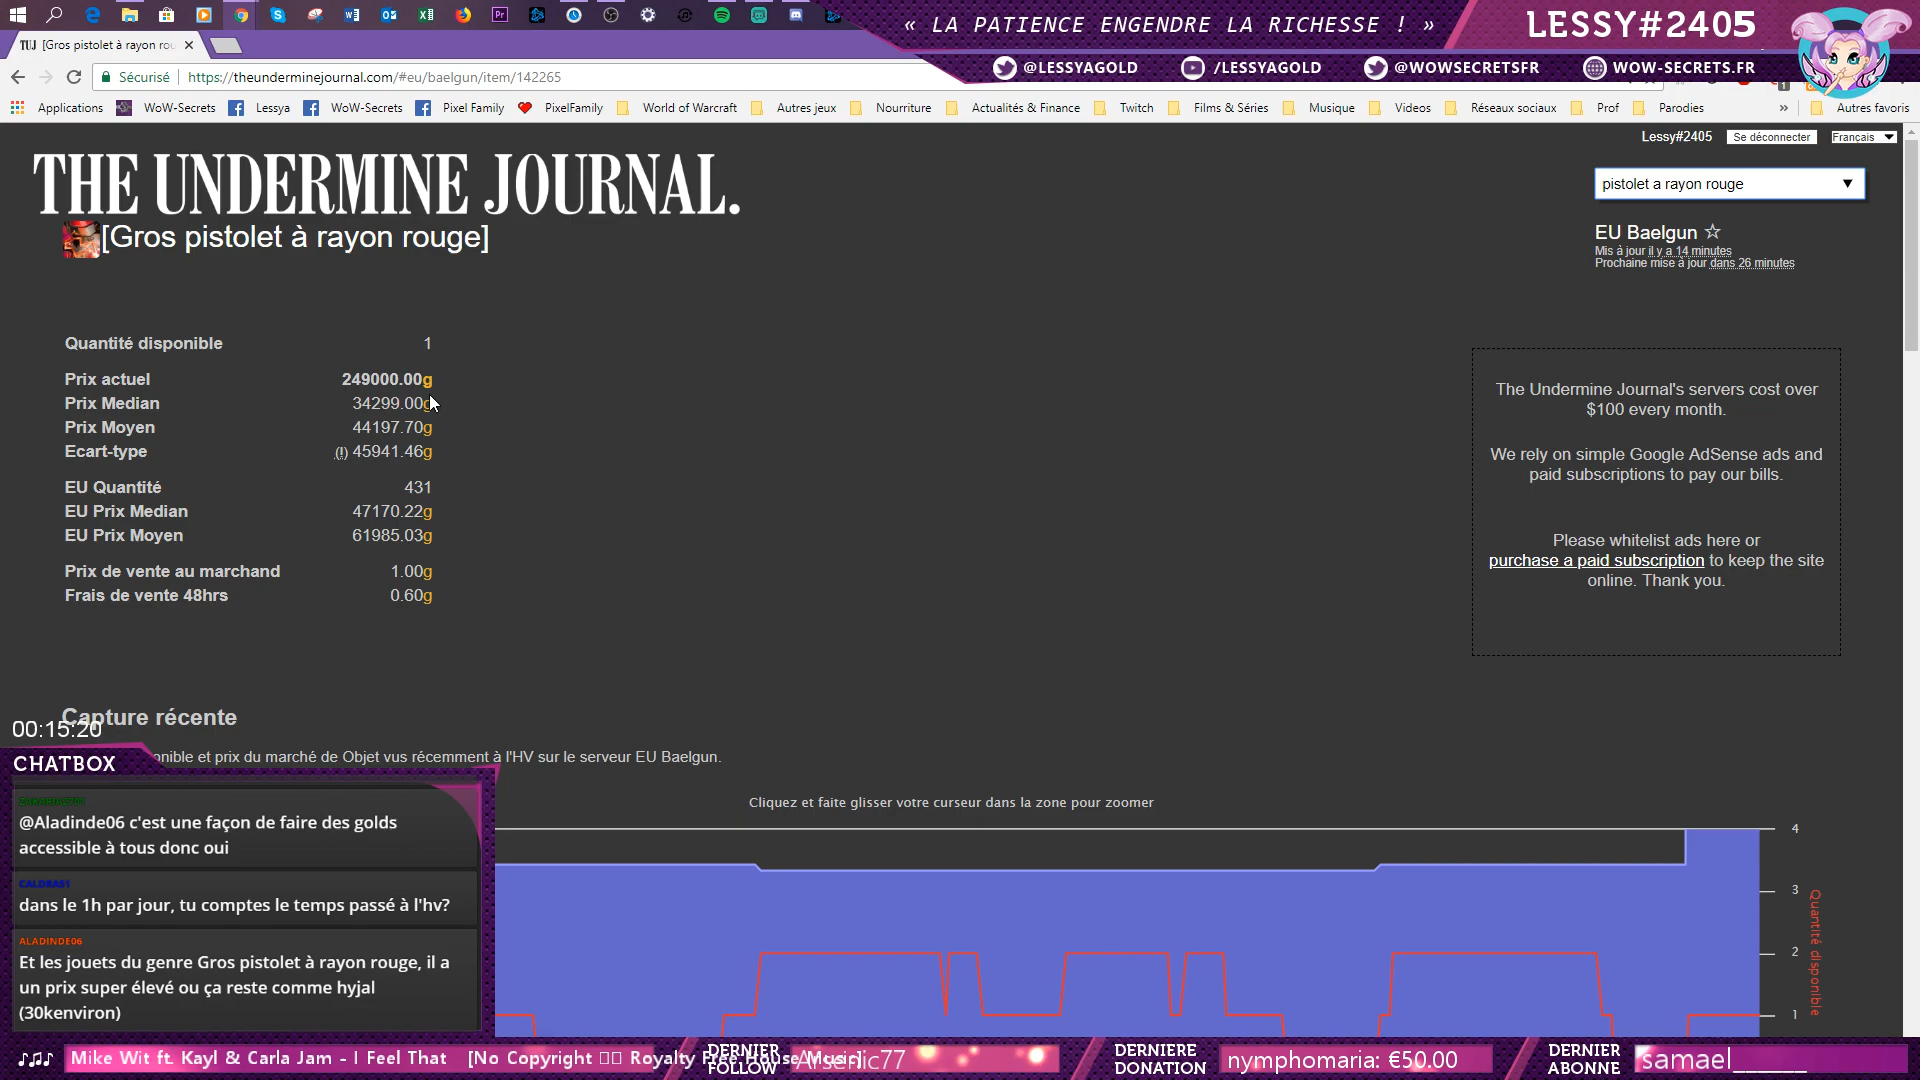 « LA PATIENCE ENGENDRE LA RICHESSE ! »
LESSY#2405
TUJ [Gros pistolet à rayon rou
Sécurisé https://theunderminejournal.com/#eu/baelgun/item/142265
@LESSYAGOLD /LESSYAGOLD @WOWSECRETSFR WOW-SECRETS.FR
Applications WoW-Secrets Lessya WoW-Secrets Pixel Family PixelFamily World of Warcraft Autres jeux Nourriture Actualités & Finance Twitch Films & Séries Musique Videos Réseaux sociaux Prof Parodies » Autres favoris
Lessy#2405 Se déconnecter Français
THE UNDERMINE JOURNAL.
pistolet a rayon rouge
[Gros pistolet à rayon rouge]
EU Baelgun
Mis à jour il y a 14 minutes
Prochaine mise à jour dans 26 minutes
Quantité disponible 1
Prix actuel 249000.00g
Prix Median 34299.00g
Prix Moyen 44197.70g
Ecart-type (!) 45941.46g
EU Quantité 431
EU Prix Median 47170.22g
EU Prix Moyen 61985.03g
Prix de vente au marchand 1.00g
Frais de vente 48hrs 0.60g
The Undermine Journal's servers cost over
$100 every month.
We rely on simple Google AdSense ads and
paid subscriptions to pay our bills.
Please whitelist ads here or
purchase a paid subscription to keep the site
online. Thank you.
Capture récente
00:15:20
onible et prix du marché de Objet vus récemment à l'HV sur le serveur EU Baelgun.
Cliquez et faite glisser votre curseur dans la zone pour zoomer
4
3
2
1
Quantité disponible
CHATBOX
@Aladinde06 c'est une façon de faire des golds
accessible à tous donc oui
CALDRAS1
dans le 1h par jour, tu comptes le temps passé à l'hv?
ALADINDE06
Et les jouets du genre Gros pistolet à rayon rouge, il a
un prix super élevé ou ça reste comme hyjal
(30kenviron)
Mike Wit ft. Kayl & Carla Jam - I Feel That [No Copyright Royalty Free House Music]
DERNIER
FOLLOW
Arsenic77
DERNIERE
DONATION
nymphomaria: €50.00
DERNIER
ABONNE
samael______